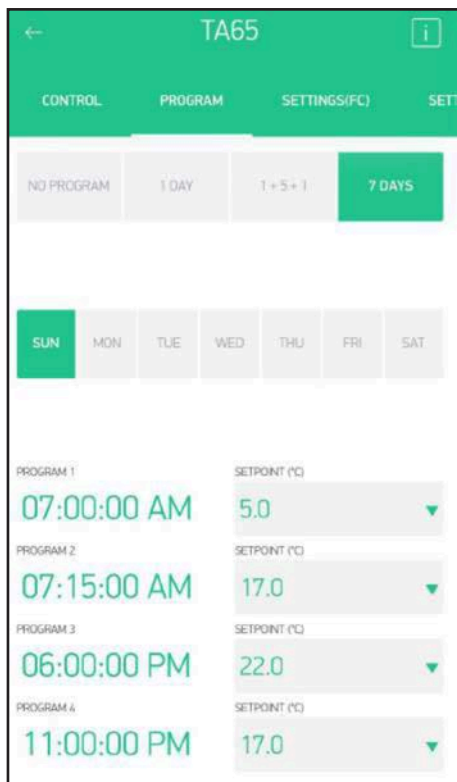 ← TA65 i
CONTROL PROGRAM SETTINGS(FC) SETT
NO PROGRAM 1 DAY 1+5+1 7 DAYS
SUN MON TUE WED THU FRI SAT
PROGRAM 1 SETPOINT (°C)
07:00:00 AM 5.0 ▼
PROGRAM 2 SETPOINT (°C)
07:15:00 AM 17.0 ▼
PROGRAM 3 SETPOINT (°C)
06:00:00 PM 22.0 ▼
PROGRAM 4 SETPOINT (°C)
11:00:00 PM 17.0 ▼